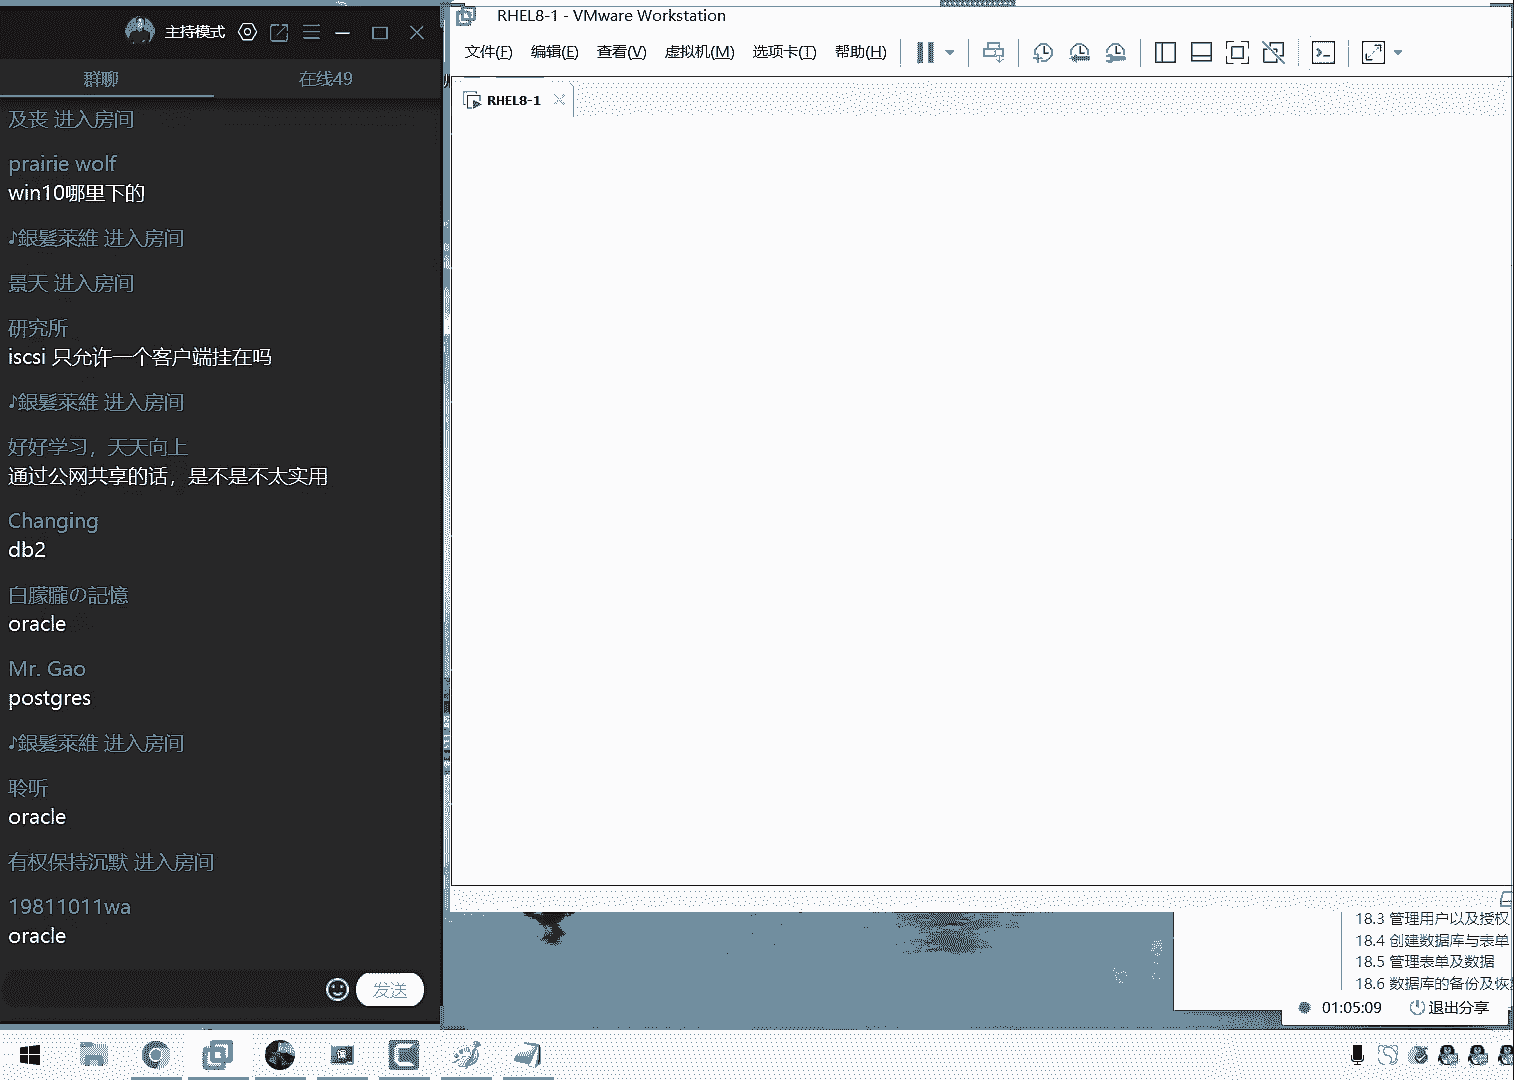 主持模式
群聊
在线49
及丧 进入房间
prairie wolf
win10哪里下的
♪銀髮萊維 进入房间
景天 进入房间
研究所
iscsi 只允许一个客户端挂在吗
♪銀髮萊維 进入房间
好好学习，天天向上
通过公网共享的话，是不是不太实用
Changing
db2
白朦朧の記憶
oracle
Mr. Gao
postgres
♪銀髮萊維 进入房间
聆听
oracle
有权保持沉默 进入房间
19811011wa
oracle
发送
RHEL8-1 - VMware Workstation
文件(F) 编辑(E) 查看(V) 虚拟机(M) 选项卡(T) 帮助(H)
RHEL8-1
18.3 管理用户以及授权
18.4 创建数据库与表单
18.5 管理表单及数据
18.6 数据库的备份及恢
01:05:09 退出分享